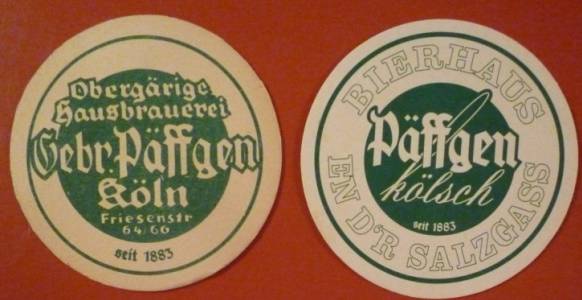 Obergärige
Hausbrauerei
Gebr. Päffgen
Köln
Friesenstr
64/66
seit 1883
BIERHAUS
Päffgen
kölsch
seit 1883
EN D'R SALZGASS